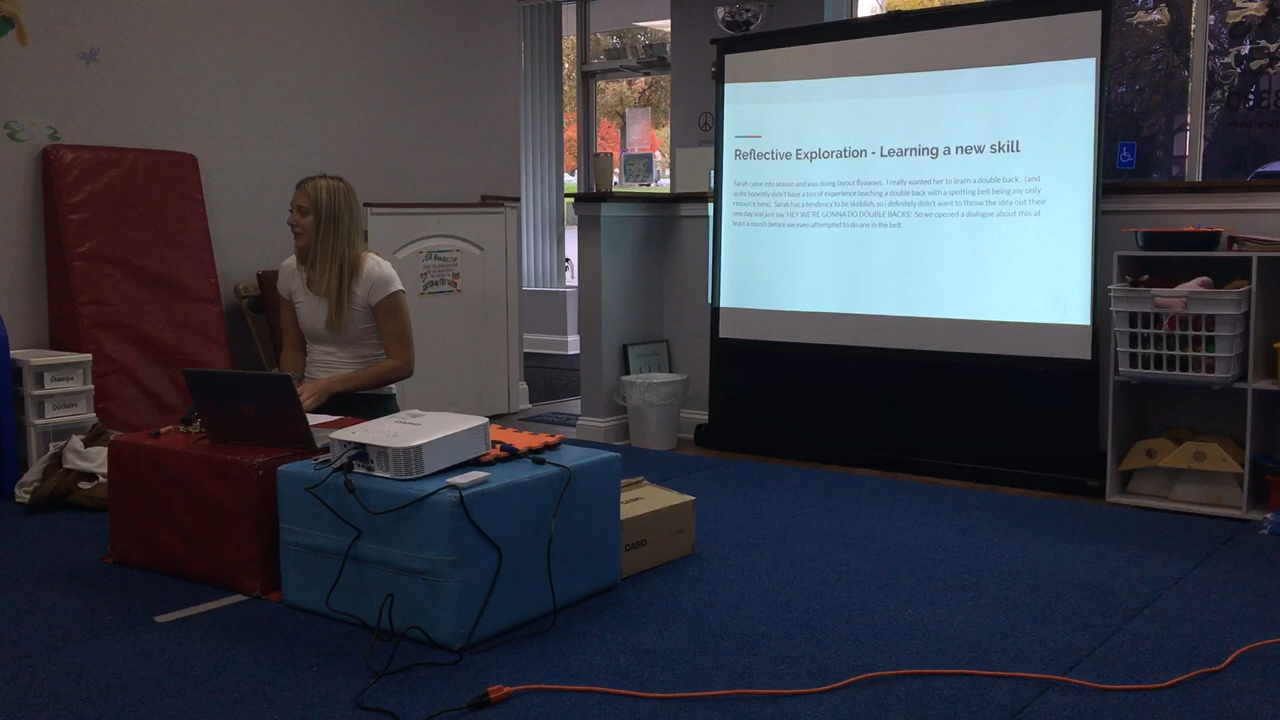 Reflective Exploration - Learning a new skill
Sarah came into season and was doing layout flyaways. I really wanted her to learn a double back. (and
quite honestly didn't have a ton of experience teaching a double back with a spotting belt being my only
resource here). Sarah has a tendency to be skiddish, so i definitely didn't want to throw the idea out their
one day and just say 'HEY WE'RE GONNA DO DOUBLE BACKS'. So we opened a dialogue about this at
least a month before we even attempted to do one in the belt.
Stamps
Stickers
CASIO